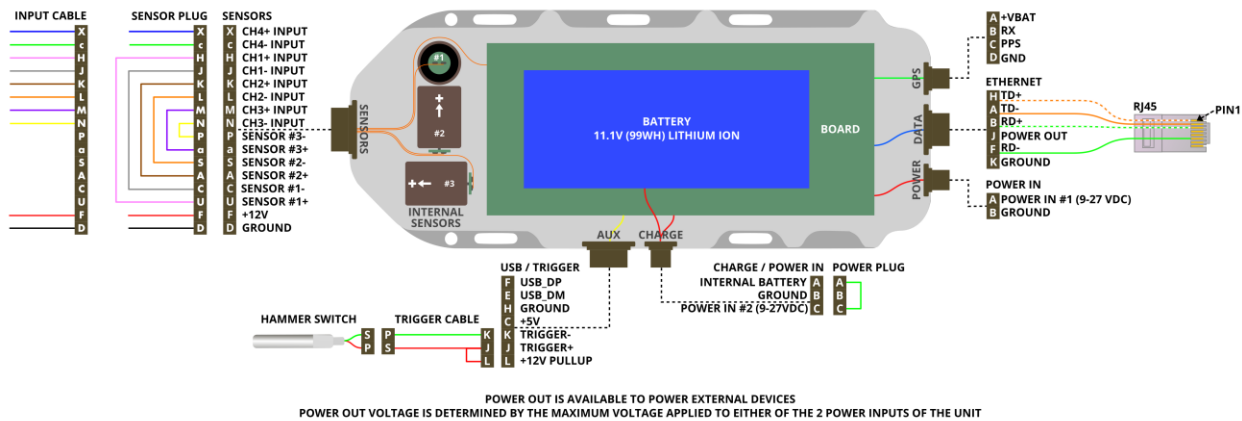 INPUT CABLE
X
c
H
J
K
L
M
N
P
a
S
A
C
U
F
D
SENSOR PLUG
X
c
H
J
K
L
M
N
P
a
S
A
C
U
F
D
SENSORS
X CH4+ INPUT
c CH4- INPUT
H CH1+ INPUT
J CH1- INPUT
K CH2+ INPUT
L CH2- INPUT
M CH3+ INPUT
N CH3- INPUT
P SENSOR #3-
a SENSOR #3+
S SENSOR #2-
A SENSOR #2+
C SENSOR #1-
U SENSOR #1+
F +12V
D GROUND
SENSORS
#1
#2
#3
INTERNAL
SENSORS
BATTERY
11.1V (99WH) LITHIUM ION
BOARD
GPS
DATA
POWER
AUX
CHARGE
A +VBAT
B RX
C PPS
D GND
ETHERNET
H TD+
A TD-
B RD+
J POWER OUT
F RD-
K GROUND
RJ45
PIN1
POWER IN
A POWER IN #1 (9-27 VDC)
B GROUND
USB / TRIGGER
F USB_DP
E USB_DM
H GROUND
C +5V
K TRIGGER-
J TRIGGER+
L +12V PULLUP
CHARGE / POWER IN
INTERNAL BATTERY A
GROUND B
POWER IN #2 (9-27VDC) C
POWER PLUG
A
B
C
HAMMER SWITCH
S
P
TRIGGER CABLE
P
S
K
J
L
POWER OUT IS AVAILABLE TO POWER EXTERNAL DEVICES
POWER OUT VOLTAGE IS DETERMINED BY THE MAXIMUM VOLTAGE APPLIED TO EITHER OF THE 2 POWER INPUTS OF THE UNIT